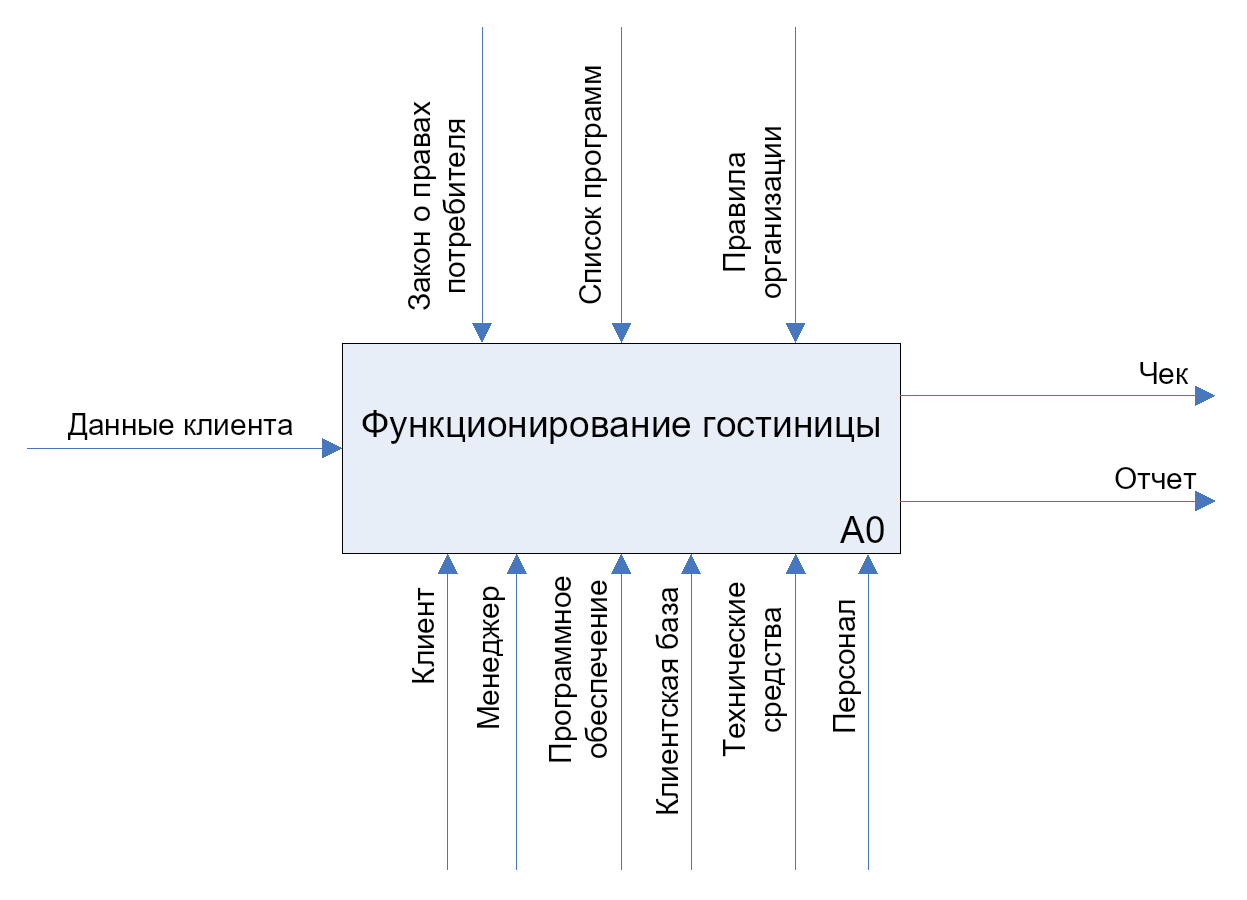 Закон о правах
потребителя
Список программ
Правила
организации
Данные клиента
Функционирование гостиницы
A0
Чек
Отчет
Клиент
Менеджер
Программное
обеспечение
Клиентская база
Технические
средства
Персонал